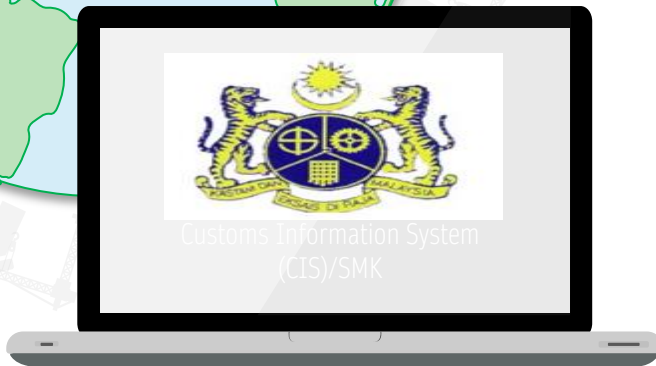 KASTAM DAN EKSAIS DI RAJA MALAYSIA
Customs Information System
(CIS)/SMK